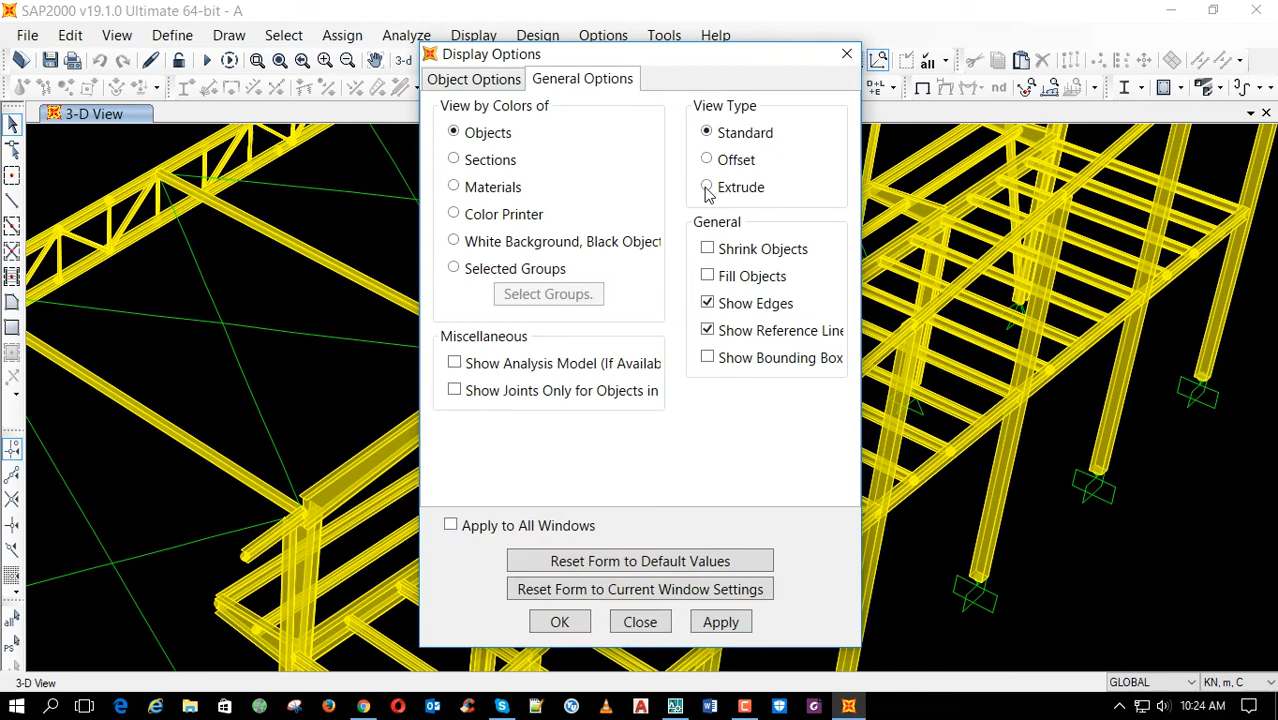 SAP2000 v19.1.0 Ultimate 64-bit - A
File Edit View Define Draw Select Assign Analyze Display Design Options Tools Help
3-d
all
3-D View
Display Options
Object Options General Options
View by Colors of
Objects
Sections
Materials
Color Printer
White Background, Black Object
Selected Groups
Select Groups.
Miscellaneous
Show Analysis Model (If Availab
Show Joints Only for Objects in
View Type
Standard
Offset
Extrude
General
Shrink Objects
Fill Objects
Show Edges
Show Reference Line
Show Bounding Box
Apply to All Windows
Reset Form to Default Values
Reset Form to Current Window Settings
OK Close Apply
all
PS
3-D View
GLOBAL
KN, m, C
10:24 AM